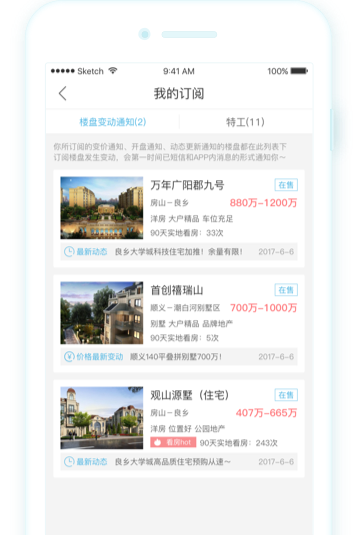 Sketch 9:41 AM 100%
我的订阅
楼盘变动通知(2) 特工(11)
你所订阅的变价通知、开盘通知、动态更新通知的楼盘都在此列表下
订阅楼盘发生变动，会第一时间已短信和APP内消息的形式通知你～
万年广阳郡九号 在售
房山－良乡 880万~1200万
洋房 大户精品 车位充足
90天实地看房：33次
最新动态 良乡大学城科技住宅加推！余量有限！ 2017-6-6
首创禧瑞山 在售
顺义－潮白河别墅区 700万~1000万
别墅 大户精品 品牌地产
90天实地看房：5次
价格最新变动 顺义140平叠拼别墅700万！ 2017-6-6
观山源墅（住宅） 在售
房山－良乡 407万~665万
洋房 位置好 公园地产
看房hot 90天实地看房：243次
最新动态 良乡大学城高品质住宅预购从速～ 2017-6-6